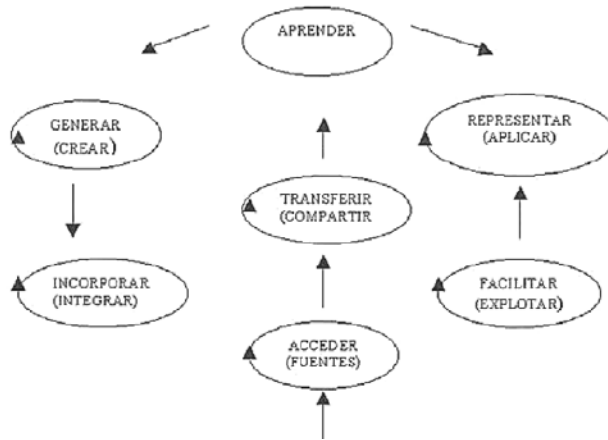 APRENDER
GENERAR
(CREAR)
REPRESENTAR
(APLICAR)
TRANSFERIR
(COMPARTIR
INCORPORAR
(INTEGRAR)
FACILITAR
(EXPLOTAR)
ACCEDER
(FUENTES)